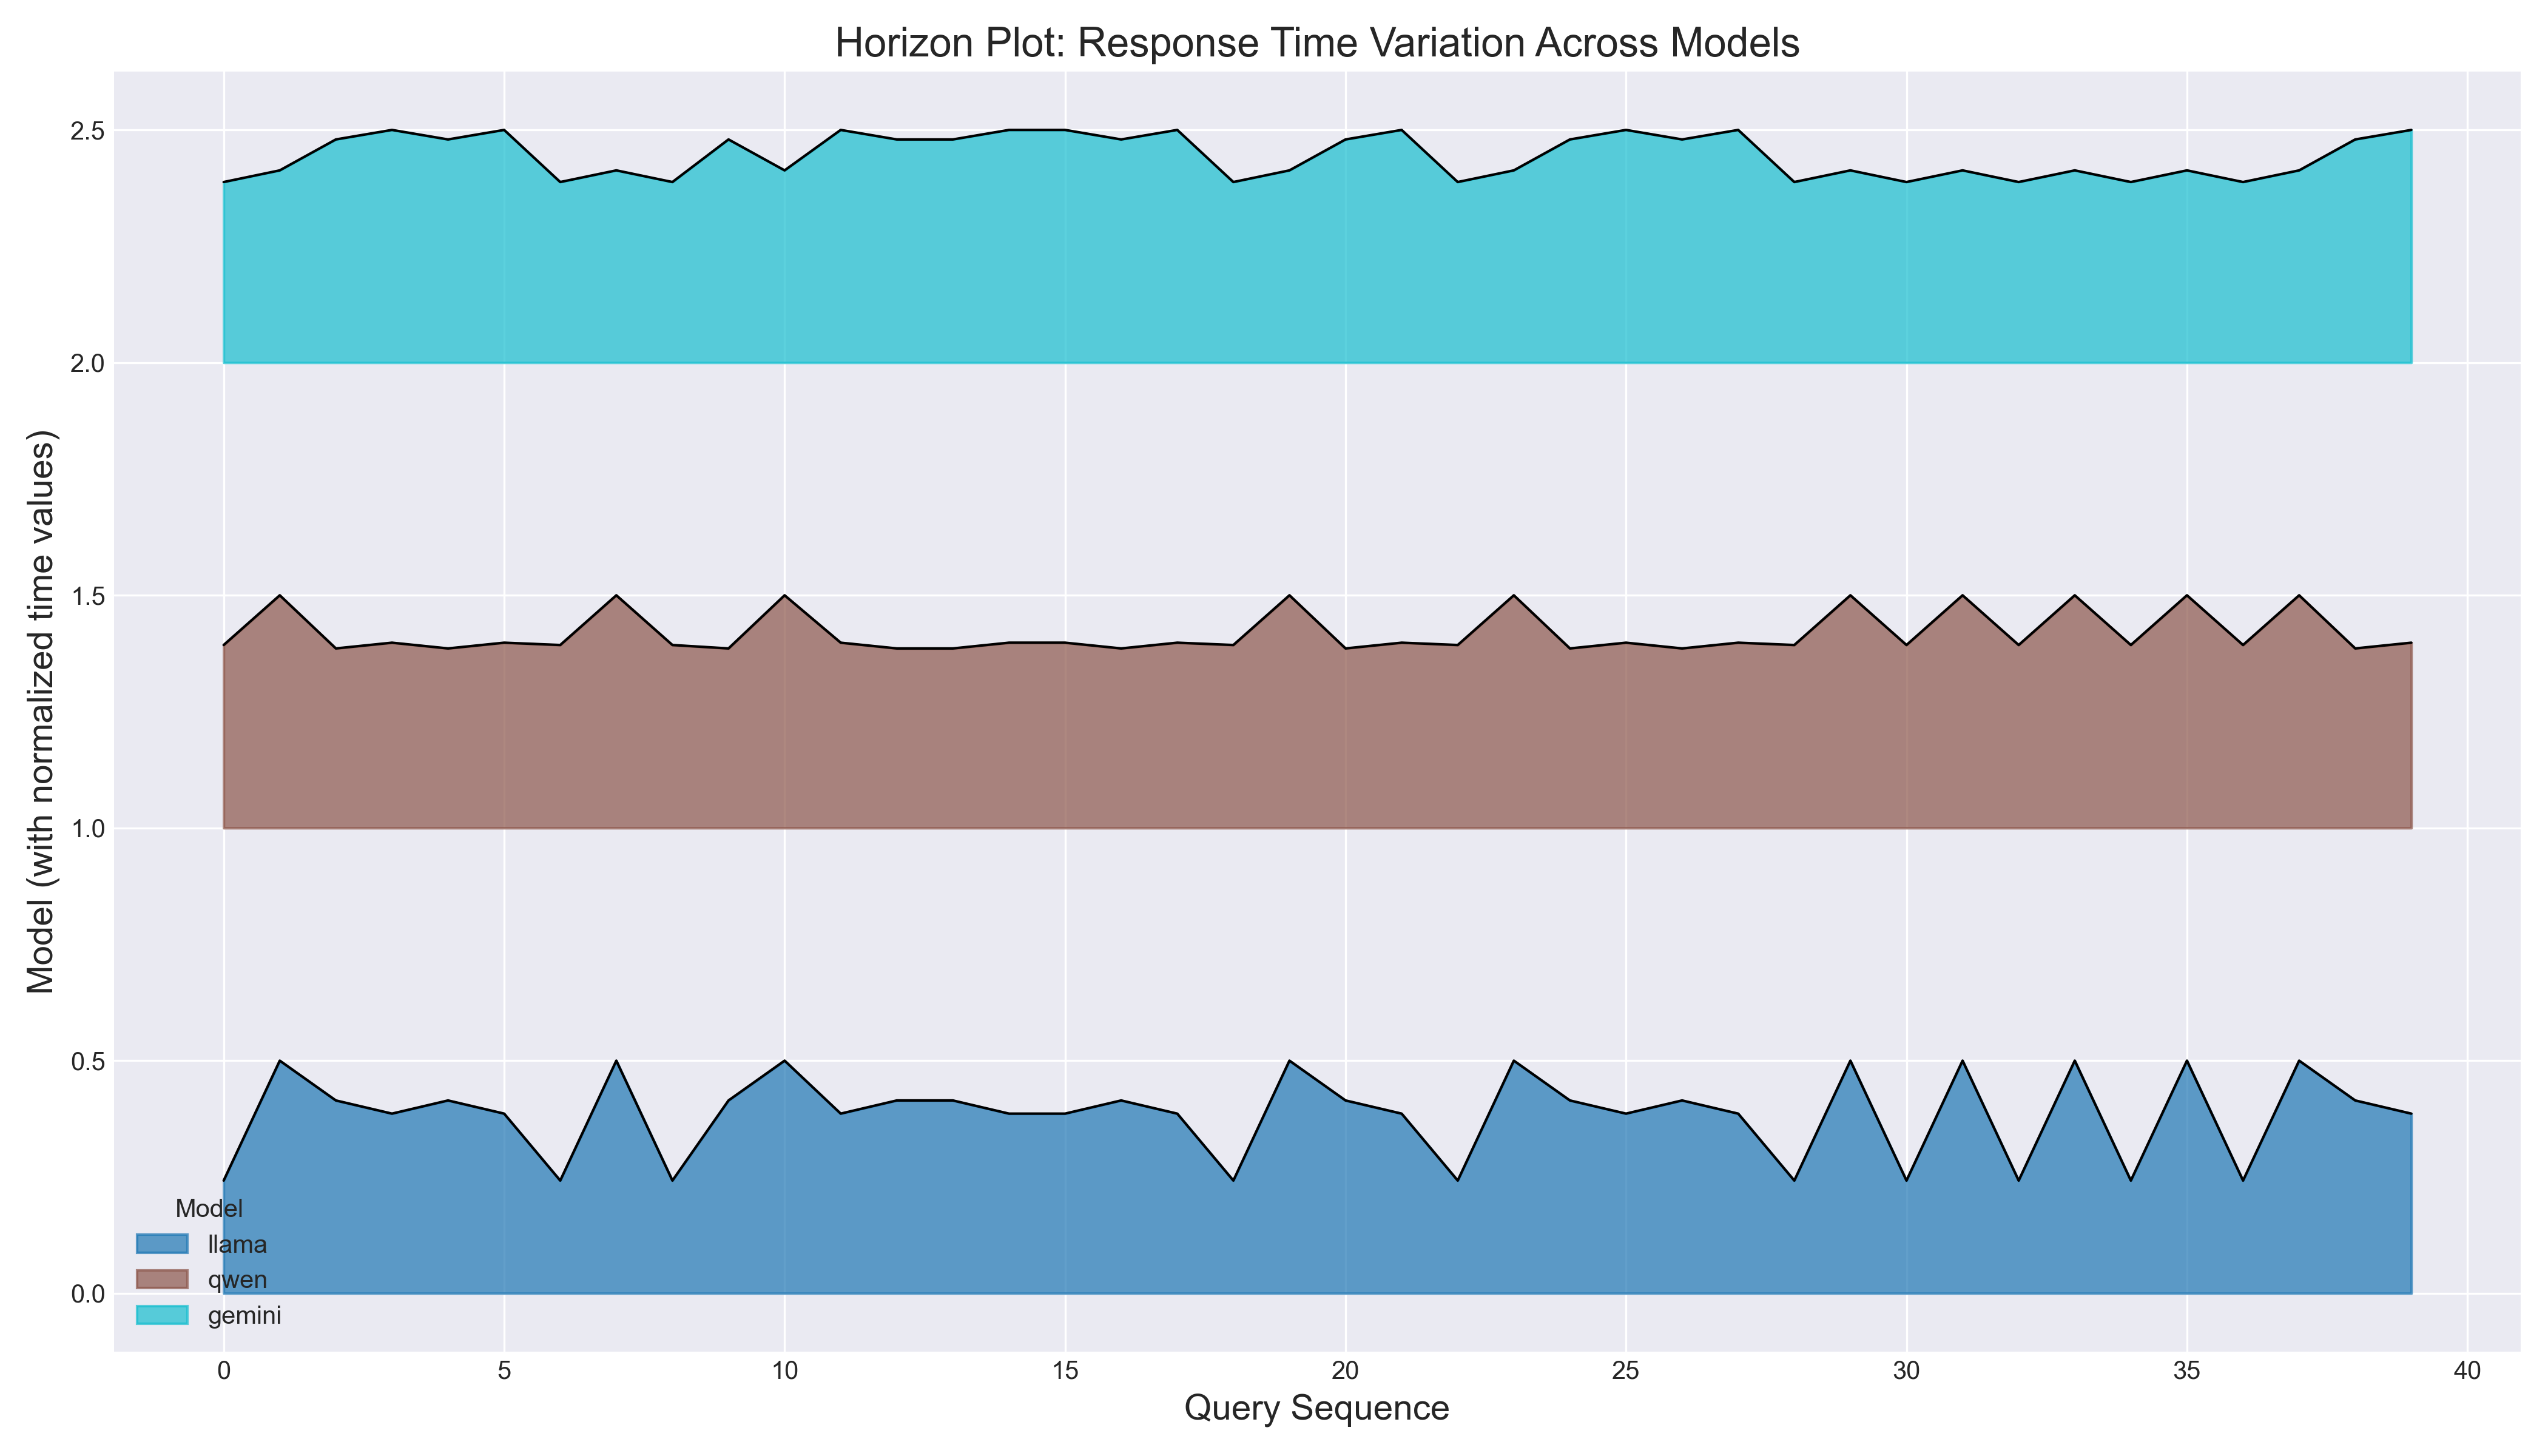 Horizon Plot: Response Time Variation Across Models
Model (with normalized time values)
2.5
2.0
1.5
1.0
0.5
0.0
Model
llama
qwen
gemini
0 5 10 15 20 25 30 35 40
Query Sequence